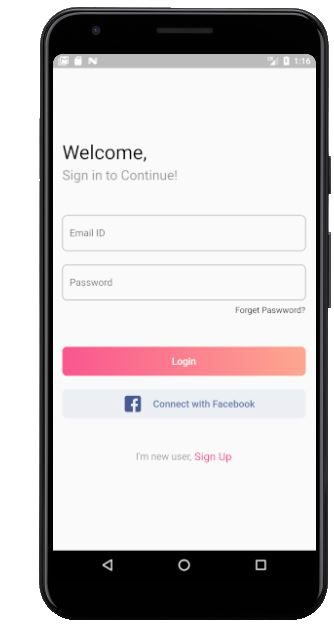 1:16
Welcome,
Sign in to Continue!
Email ID
Password
Forget Paswword?
Login
Connect with Facebook
I'm new user, Sign Up